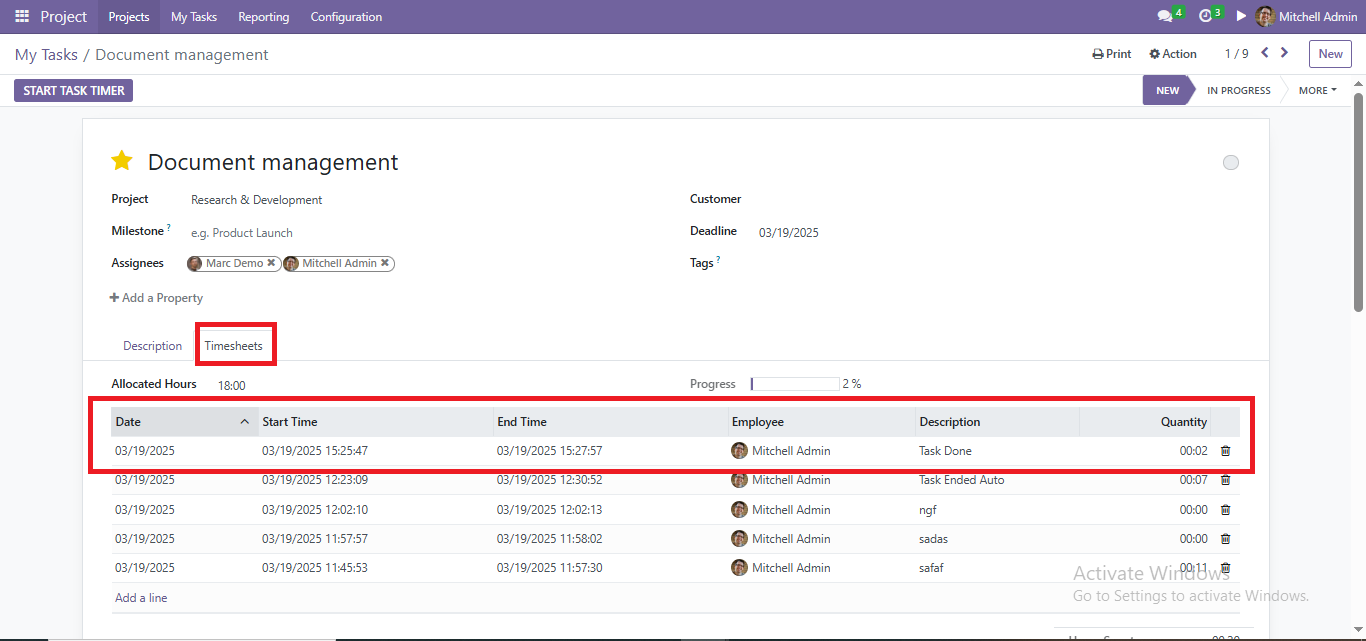 Project Projects My Tasks Reporting Configuration 4 3 Mitchell Admin
My Tasks / Document management Print Action 1 / 9 New
START TASK TIMER NEW IN PROGRESS MORE
Document management
Project Research & Development Customer
Milestone ? e.g. Product Launch Deadline 03/19/2025
Assignees Marc Demo Mitchell Admin Tags ?
Add a Property
Description Timesheets
Allocated Hours 18:00 Progress 2 %
Date Start Time End Time Employee Description Quantity
03/19/2025 03/19/2025 15:25:47 03/19/2025 15:27:57 Mitchell Admin Task Done 00:02
03/19/2025 03/19/2025 12:23:09 03/19/2025 12:30:52 Mitchell Admin Task Ended Auto 00:07
03/19/2025 03/19/2025 12:02:10 03/19/2025 12:02:13 Mitchell Admin ngf 00:00
03/19/2025 03/19/2025 11:57:57 03/19/2025 11:58:02 Mitchell Admin sadas 00:00
03/19/2025 03/19/2025 11:45:53 03/19/2025 11:57:30 Mitchell Admin safaf 00:11
Activate Windows
Go to Settings to activate Windows.
Add a line